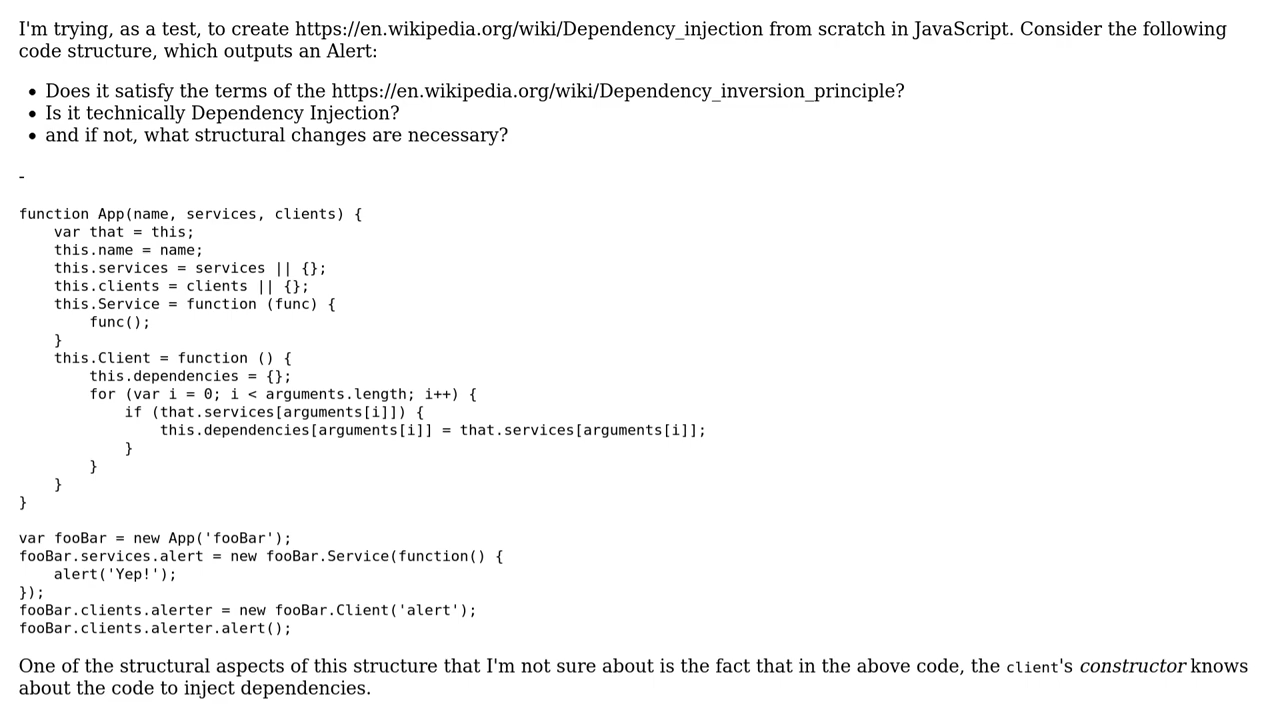 I'm trying, as a test, to create https://en.wikipedia.org/wiki/Dependency_injection from scratch in JavaScript. Consider the following
code structure, which outputs an Alert:
• Does it satisfy the terms of the https://en.wikipedia.org/wiki/Dependency_inversion_principle?
• Is it technically Dependency Injection?
• and if not, what structural changes are necessary?
-
function App(name, services, clients) {
    var that = this;
    this.name = name;
    this.services = services || {};
    this.clients = clients || {};
    this.Service = function (func) {
        func();
    }
    this.Client = function () {
        this.dependencies = {};
        for (var i = 0; i < arguments.length; i++) {
            if (that.services[arguments[i]]) {
                this.dependencies[arguments[i]] = that.services[arguments[i]];
            }
        }
    }
}
var fooBar = new App('fooBar');
fooBar.services.alert = new fooBar.Service(function() {
    alert('Yep!');
});
fooBar.clients.alerter = new fooBar.Client('alert');
fooBar.clients.alerter.alert();
One of the structural aspects of this structure that I'm not sure about is the fact that in the above code, the client's constructor knows
about the code to inject dependencies.